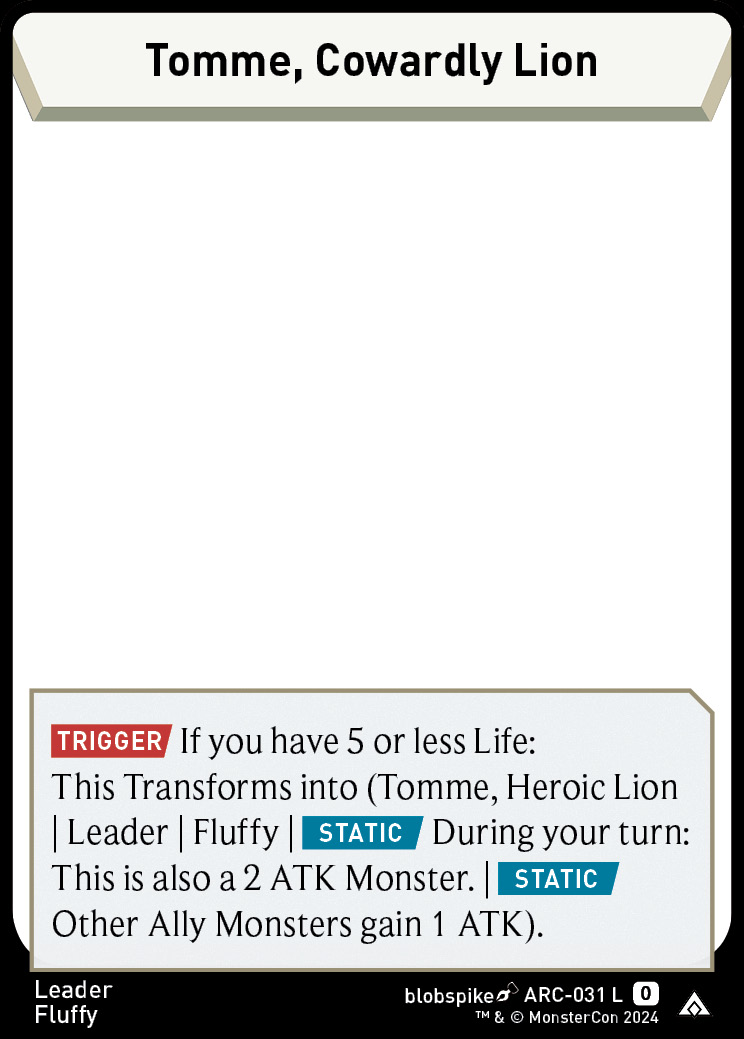 Tomme, Cowardly Lion
TRIGGER If you have 5 or less Life:
This Transforms into (Tomme, Heroic Lion
| Leader | Fluffy | STATIC During your turn:
This is also a 2 ATK Monster. | STATIC
Other Ally Monsters gain 1 ATK).
Leader
Fluffy
blobspike ARC-031 L 0
™ & © MonsterCon 2024